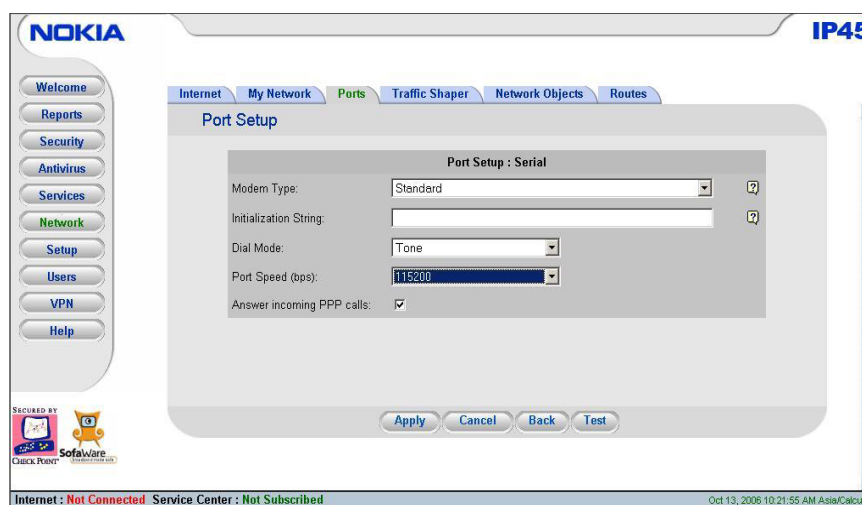 NOKIA
IP45
Welcome
Reports
Security
Antivirus
Services
Network
Setup
Users
VPN
Help
Internet My Network Ports Traffic Shaper Network Objects Routes
Port Setup
Port Setup : Serial
Modem Type: Standard
Initialization String:
Dial Mode: Tone
Port Speed (bps): 115200
Answer incoming PPP calls:
Apply Cancel Back Test
SECURED BY
CHECK POINT
SofaWare
Internet : Not Connected Service Center : Not Subscribed
Oct 13, 2006 10:21:55 AM Asia/Calcu